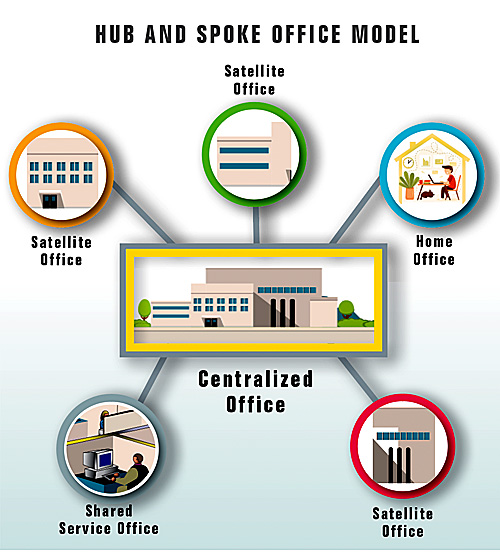 HUB AND SPOKE OFFICE MODEL
Satellite
Office
Satellite
Office
Home
Office
Centralized
Office
Shared
Service Office
Satellite
Office